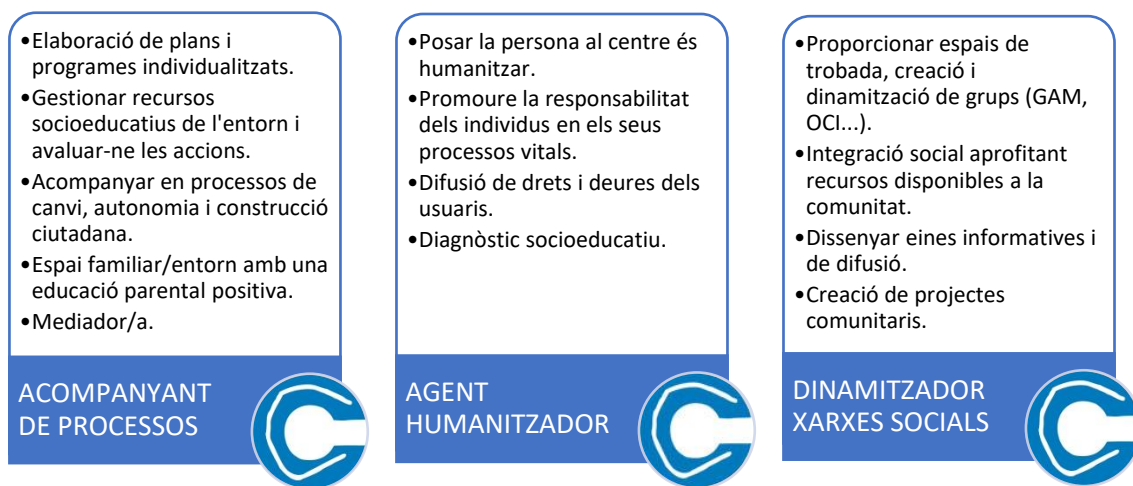 •Elaboració de plans i
programes individualitzats.
•Gestionar recursos
socioeducatius de l'entorn i
avaluar-ne les accions.
•Acompanyar en processos de
canvi, autonomia i construcció
ciutadana.
•Espai familiar/entorn amb una
educació parental positiva.
•Mediador/a.
ACOMPANYANT
DE PROCESSOS
•Posar la persona al centre és
humanitzar.
•Promoure la responsabilitat
dels individus en els seus
processos vitals.
•Difusió de drets i deures dels
usuaris.
•Diagnòstic socioeducatiu.
AGENT
HUMANITZADOR
•Proporcionar espais de
trobada, creació i
dinamització de grups (GAM,
OCI...).
•Integració social aprofitant
recursos disponibles a la
comunitat.
•Dissenyar eines informatives i
de difusió.
•Creació de projectes
comunitaris.
DINAMITZADOR
XARXES SOCIALS